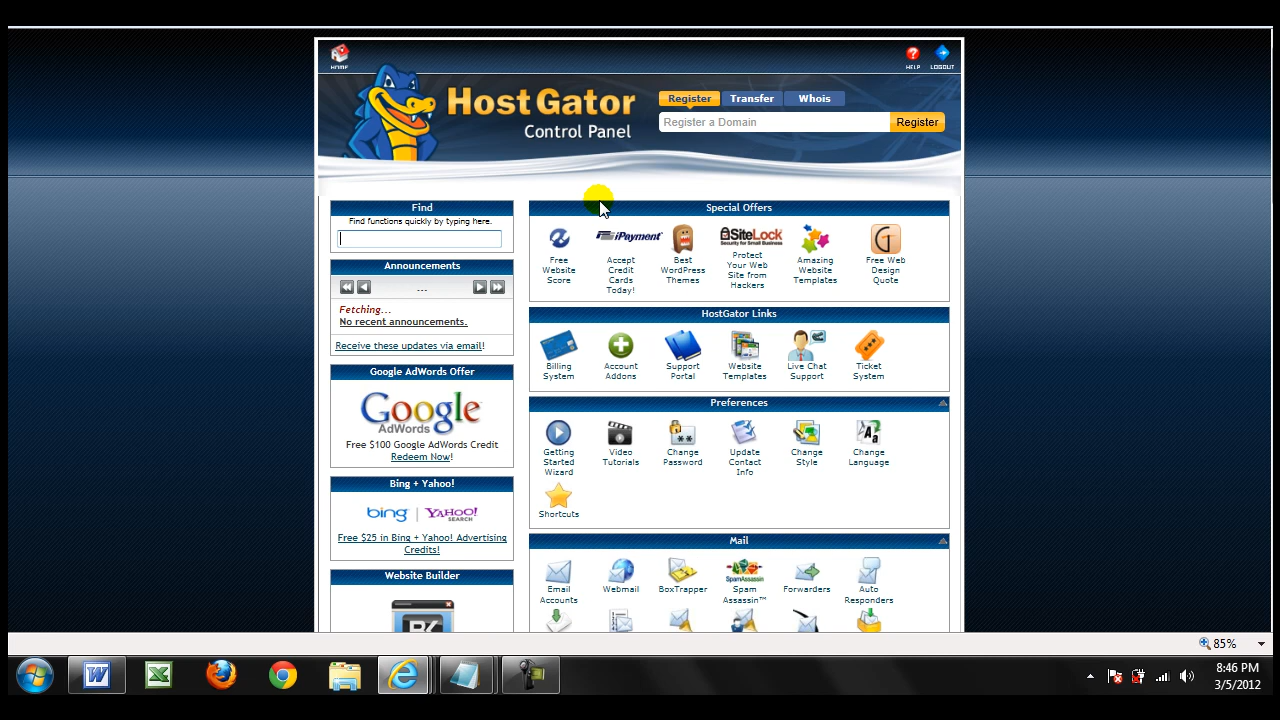 HOME
HELP
LOGOUT
HostGator
Control Panel
Register
Transfer
Whois
Register a Domain
Register
Find
Find functions quickly by typing here.
Announcements
...
Fetching...
No recent announcements.
Receive these updates via email!
Google AdWords Offer
Google
AdWords
Free $100 Google AdWords Credit
Redeem Now!
Bing + Yahoo!
bing
YAHOO!
SEARCH
Free $25 in Bing + Yahoo! Advertising
Credits!
Website Builder
Special Offers
Free
Website
Score
iPayment
Accept
Credit
Cards
Today!
Best
WordPress
Themes
SiteLock
Security for Small Business
Protect
Your Web
Site from
Hackers
Amazing
Website
Templates
Free Web
Design
Quote
HostGator Links
Billing
System
Account
Addons
Support
Portal
Website
Templates
Live Chat
Support
Ticket
System
Preferences
Getting
Started
Wizard
Video
Tutorials
Change
Password
Update
Contact
Info
Change
Style
Change
Language
Shortcuts
Mail
Email
Accounts
Webmail
BoxTrapper
SpamAssassin
Spam
Assassin™
Forwarders
Auto
Responders
85%
8:46 PM
3/5/2012